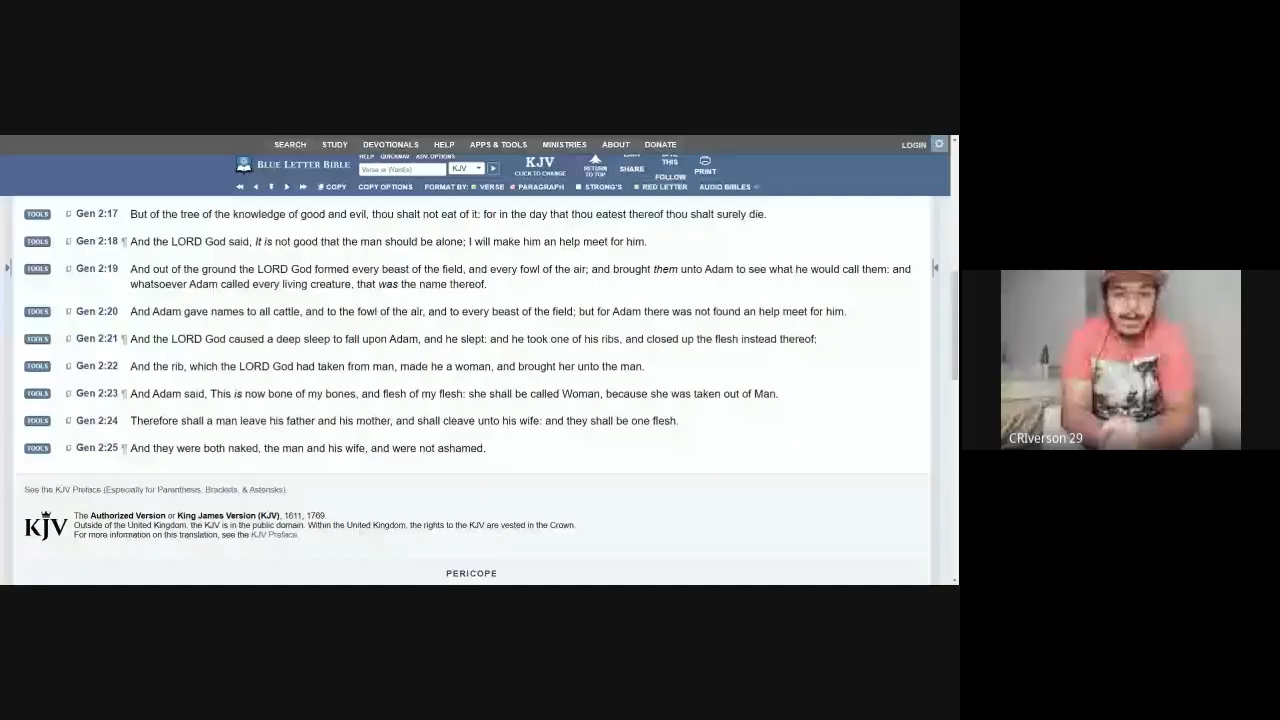 SEARCH STUDY DEVOTIONALS HELP APPS & TOOLS MINISTRIES ABOUT DONATE LOGIN
HELP QUICKNAV ADV. OPTIONS
BLUE LETTER BIBLE Verse or Word(s) KJV KJV CLICK TO CHANGE RETURN TO TOP SHARE THIS FOLLOW PRINT
COPY COPY OPTIONS FORMAT BY: VERSE PARAGRAPH STRONG'S RED LETTER AUDIO BIBLES
TOOLS Gen 2:17 But of the tree of the knowledge of good and evil, thou shalt not eat of it: for in the day that thou eatest thereof thou shalt surely die.
TOOLS Gen 2:18 ¶ And the LORD God said, It is not good that the man should be alone; I will make him an help meet for him.
TOOLS Gen 2:19 And out of the ground the LORD God formed every beast of the field, and every fowl of the air; and brought them unto Adam to see what he would call them: and
whatsoever Adam called every living creature, that was the name thereof.
TOOLS Gen 2:20 And Adam gave names to all cattle, and to the fowl of the air, and to every beast of the field; but for Adam there was not found an help meet for him.
TOOLS Gen 2:21 ¶ And the LORD God caused a deep sleep to fall upon Adam, and he slept: and he took one of his ribs, and closed up the flesh instead thereof;
TOOLS Gen 2:22 And the rib, which the LORD God had taken from man, made he a woman, and brought her unto the man.
TOOLS Gen 2:23 ¶ And Adam said, This is now bone of my bones, and flesh of my flesh: she shall be called Woman, because she was taken out of Man.
TOOLS Gen 2:24 Therefore shall a man leave his father and his mother, and shall cleave unto his wife: and they shall be one flesh.
TOOLS Gen 2:25 ¶ And they were both naked, the man and his wife, and were not ashamed.
See the KJV Preface (Especially for Parenthesis, Brackets, & Asterisks).
KJV
The Authorized Version or King James Version (KJV), 1611, 1769.
Outside of the United Kingdom, the KJV is in the public domain. Within the United Kingdom, the rights to the KJV are vested in the Crown.
For more information on this translation, see the KJV Preface.
PERICOPE
CRIverson 29